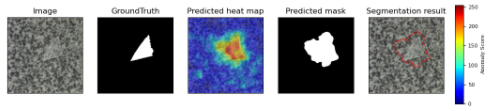 Image
GroundTruth
Predicted heat map
Predicted mask
Segmentation result
250
200
150
100
50
0
Anomaly Score